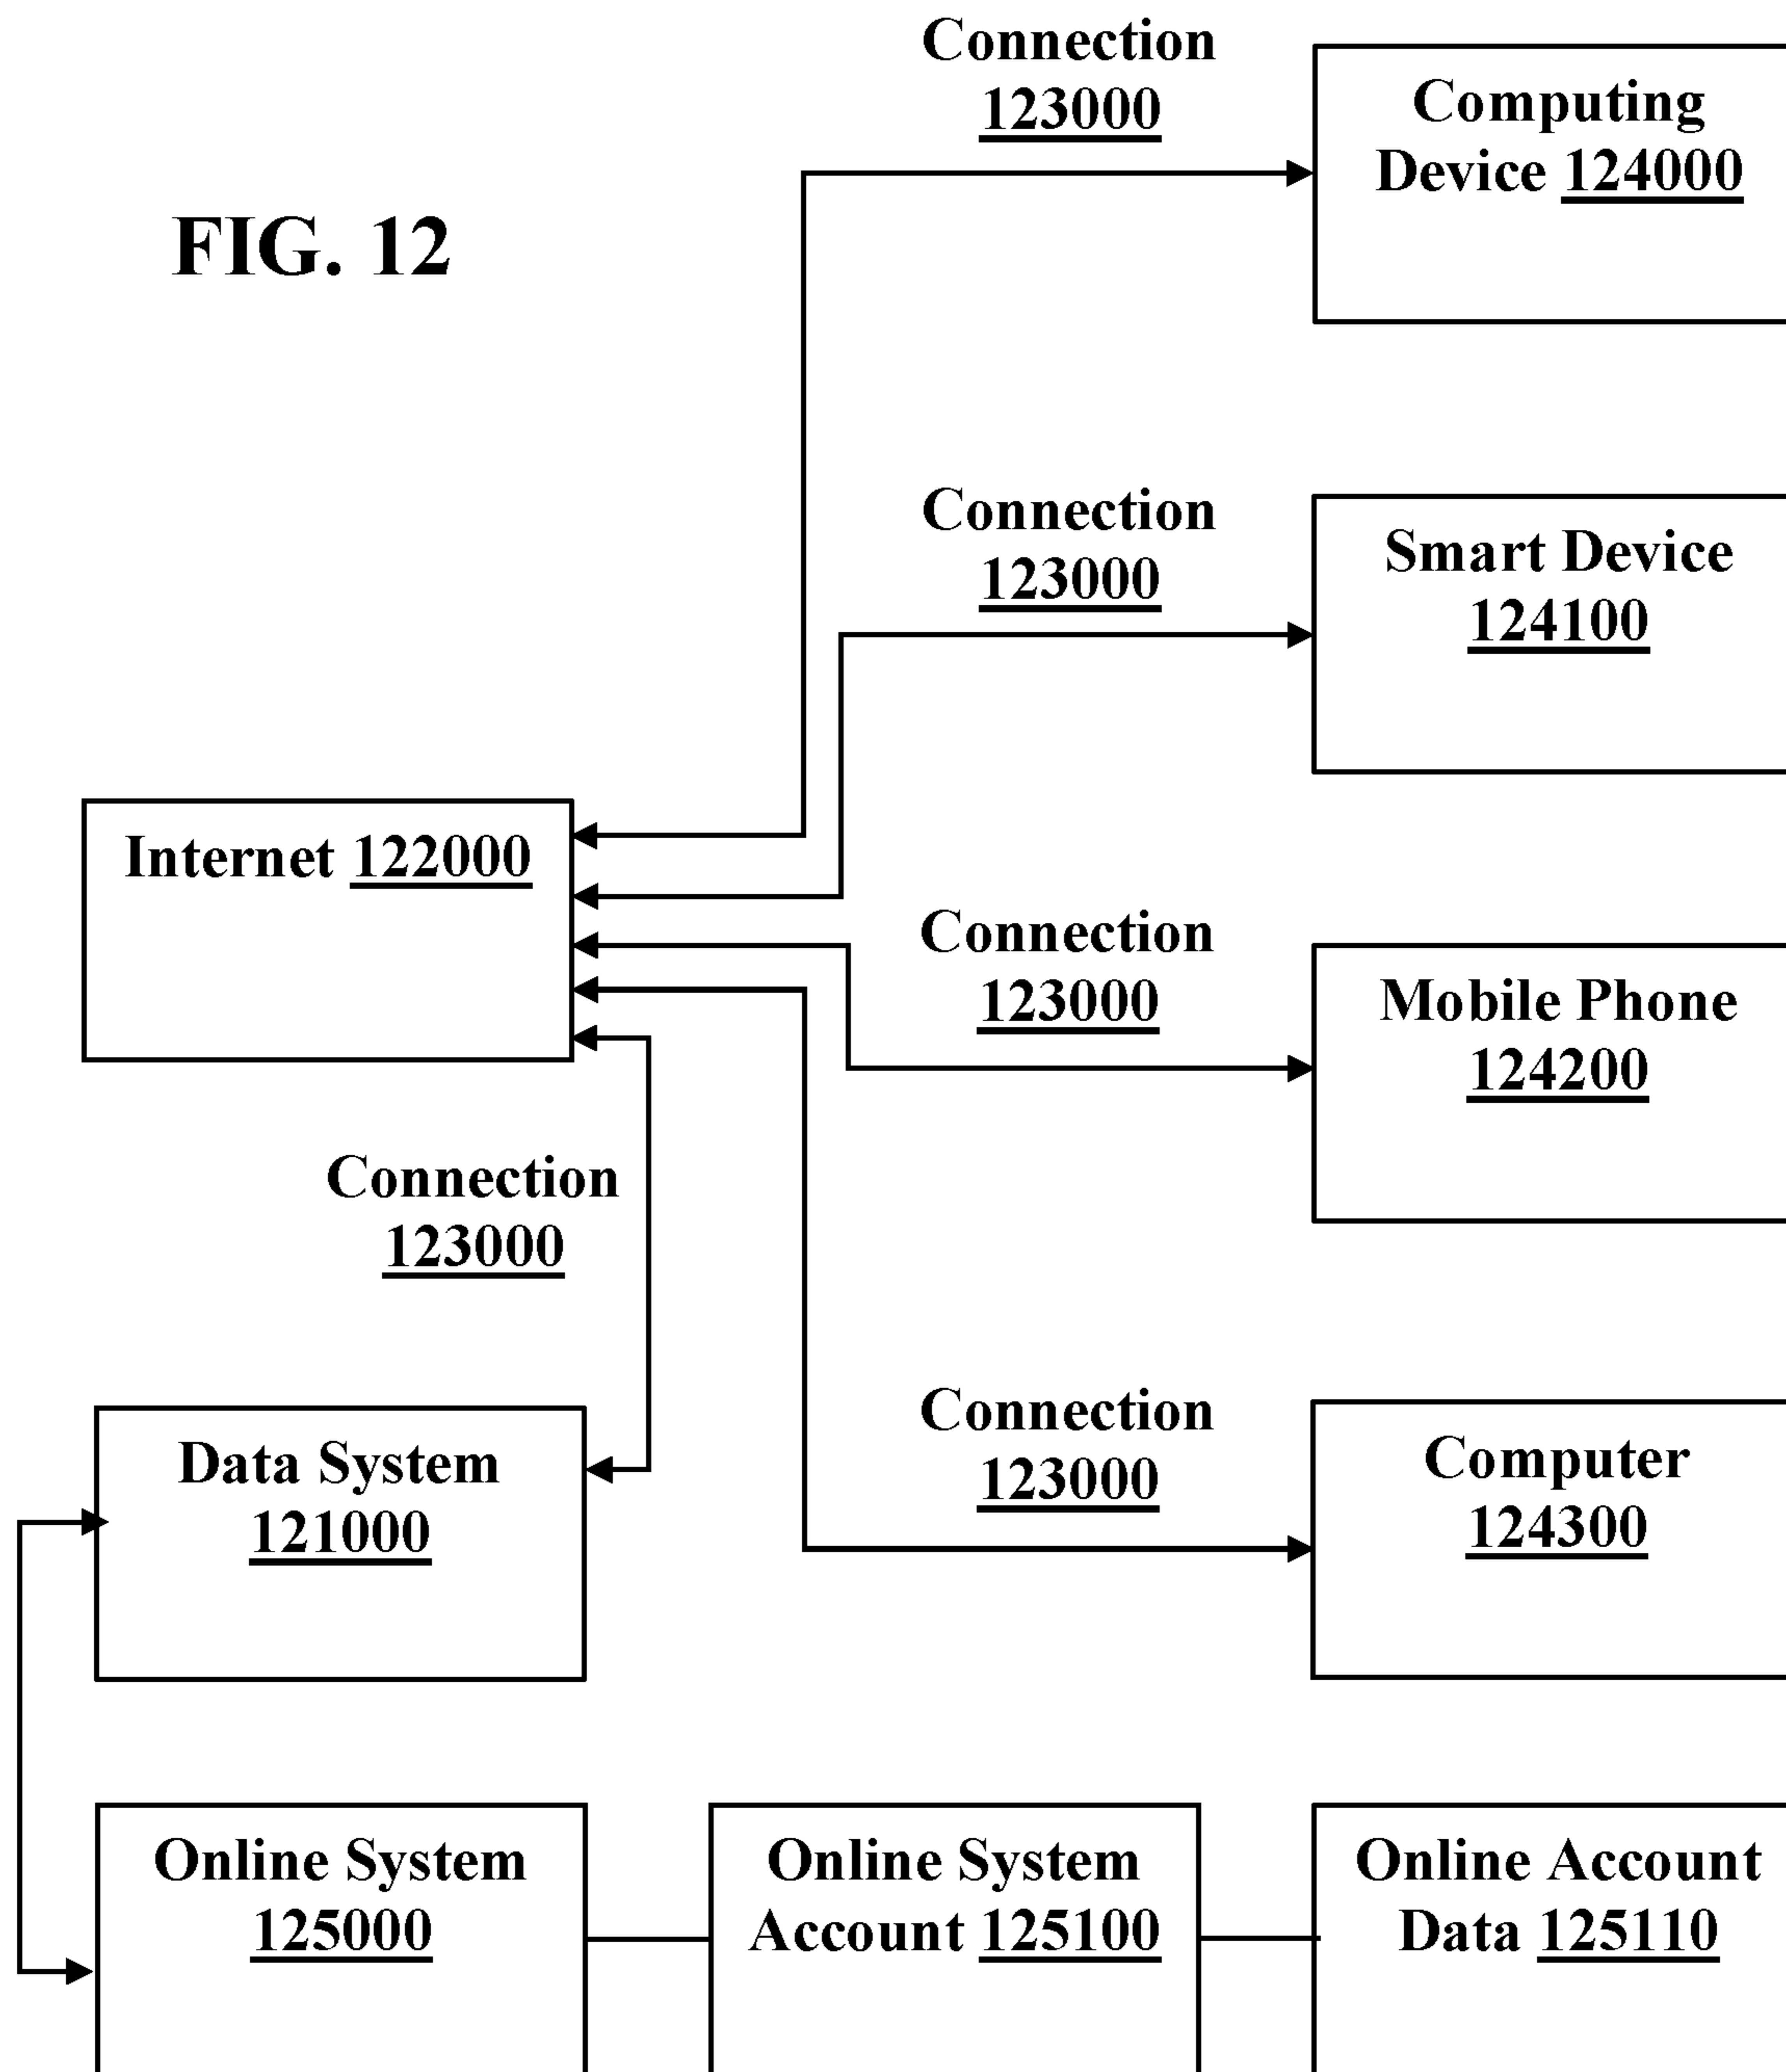 Connection
123000
Computing
Device 124000
FIG. 12
Connection
123000
Smart Device
124100
Internet 122000
Connection
123000
Mobile Phone
124200
Connection
123000
Connection
123000
Data System
121000
Computer
124300
Online System
125000
Online System
Account 125100
Online Account
Data 125110